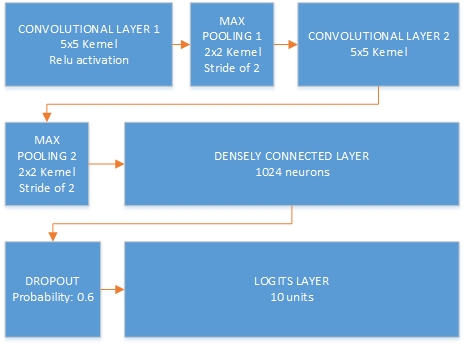 CONVOLUTIONAL LAYER 1
5x5 Kernel
Relu activation
MAX
POOLING 1
2x2 Kernel
Stride of 2
CONVOLUTIONAL LAYER 2
5x5 Kernel
MAX
POOLING 2
2x2 Kernel
Stride of 2
DENSELY CONNECTED LAYER
1024 neurons
DROPOUT
Probability: 0.6
LOGITS LAYER
10 units